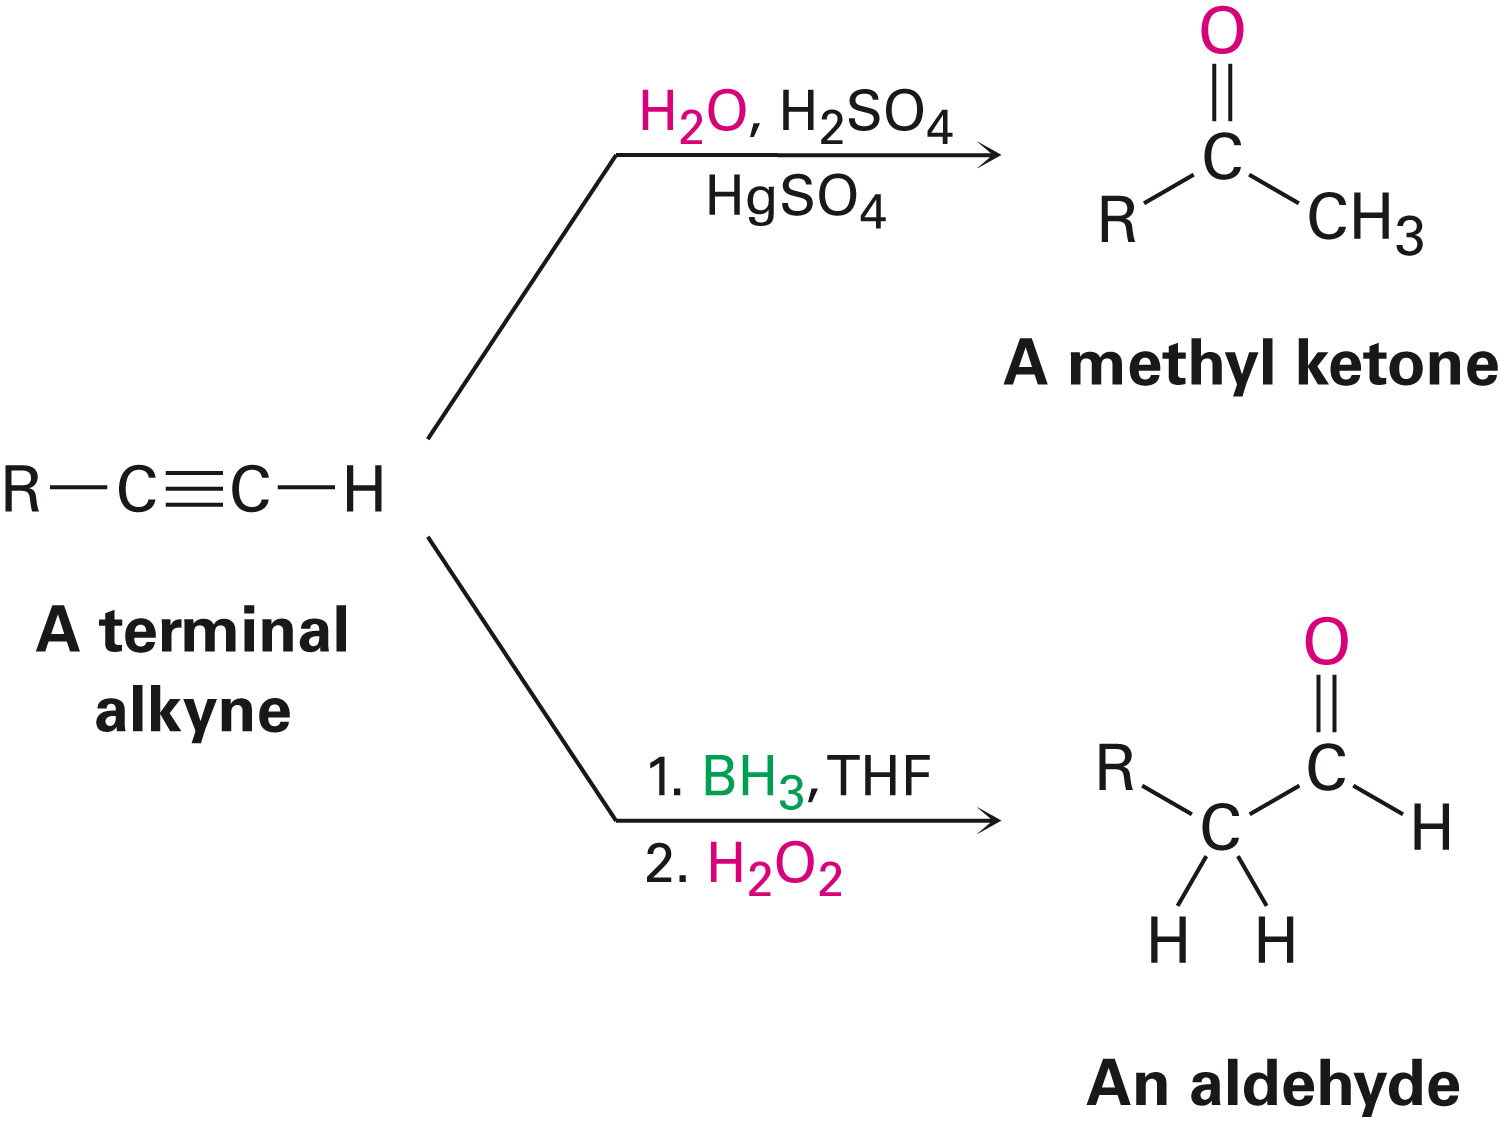 O
H₂O, H₂SO₄
HgSO₄
C
R CH₃
A methyl ketone
R—C≡C—H
A terminal
alkyne
O
1. BH₃, THF
2. H₂O₂
R C
C H
H H
An aldehyde